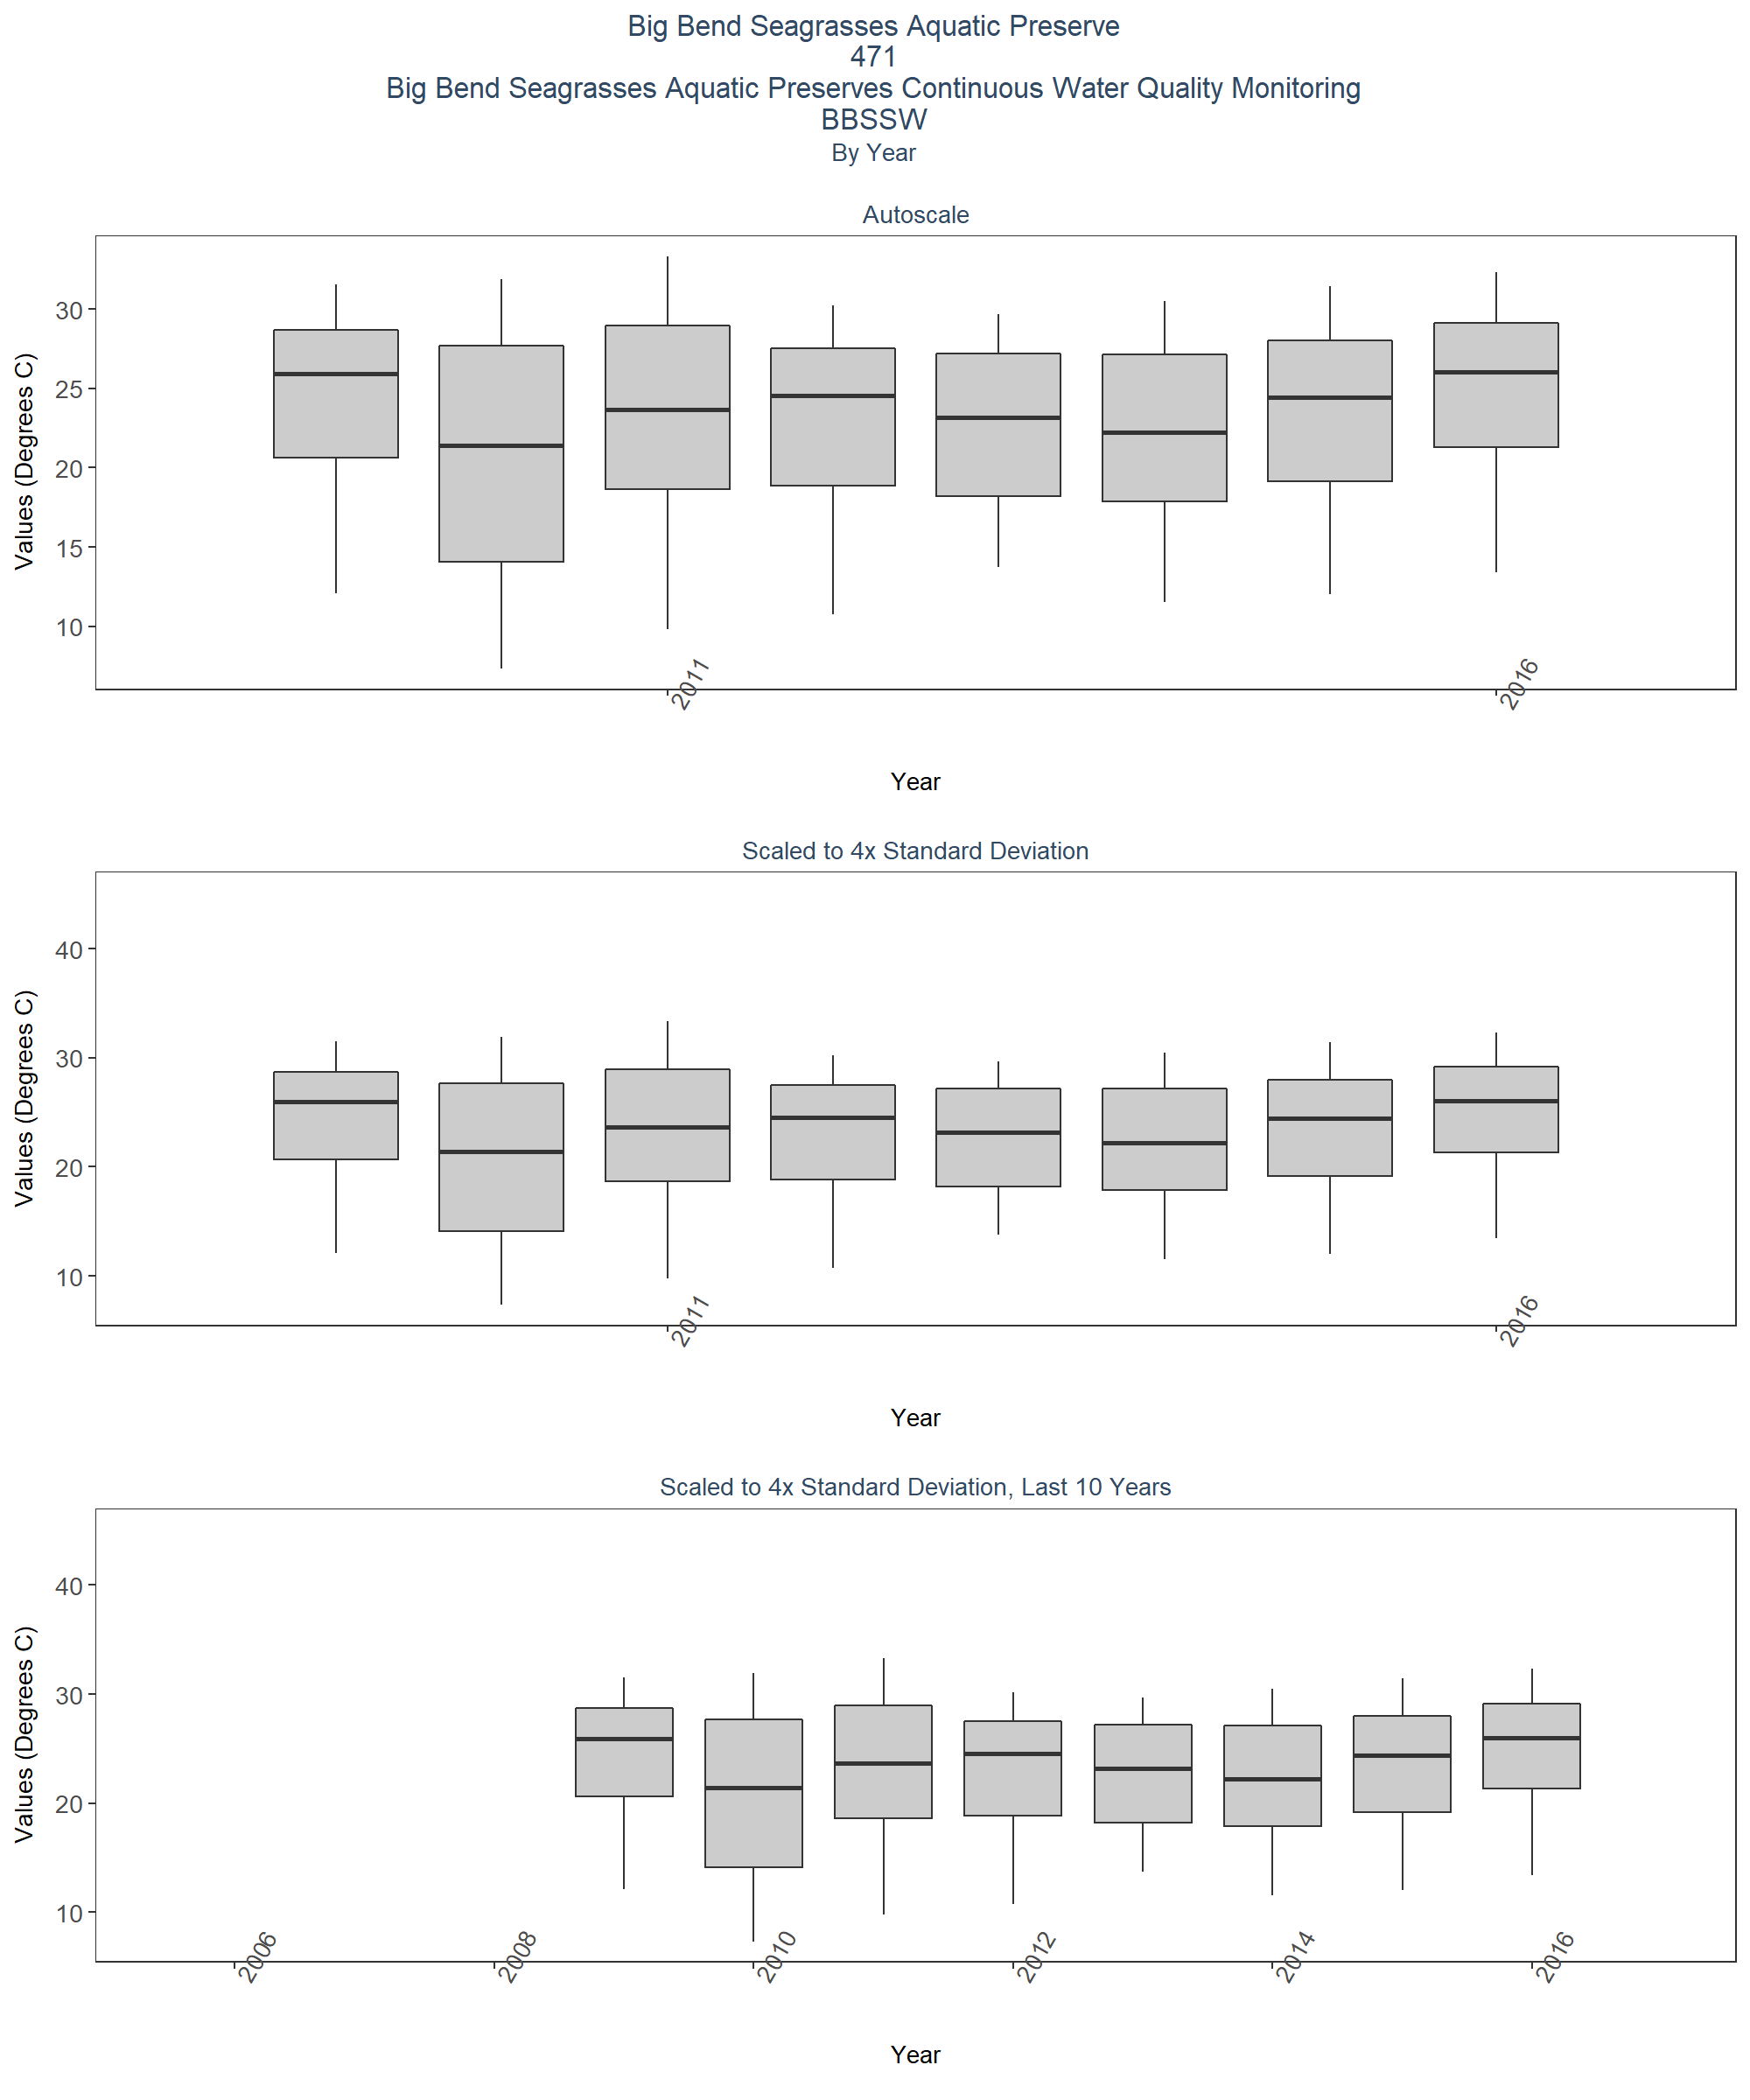 Big Bend Seagrasses Aquatic Preserve
471
Big Bend Seagrasses Aquatic Preserves Continuous Water Quality Monitoring
BBSSW
By Year
Autoscale
Values (Degrees C)
30
25
20
15
10
2011
2016
Year
Scaled to 4x Standard Deviation
Values (Degrees C)
40
30
20
10
2011
2016
Year
Scaled to 4x Standard Deviation, Last 10 Years
Values (Degrees C)
40
30
20
10
2006
2008
2010
2012
2014
2016
Year